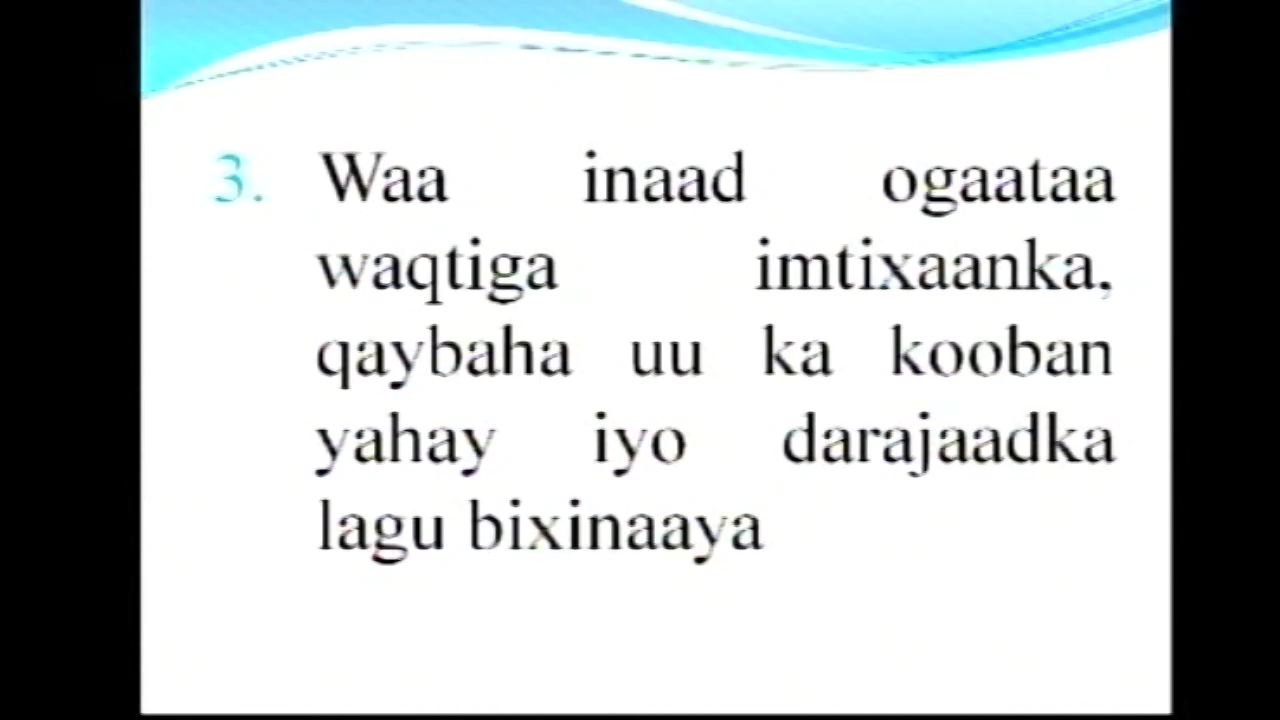 3. Waa inaad ogaataa
waqtiga imtixaanka,
qaybaha uu ka kooban
yahay iyo darajaadka
lagu bixinaaya